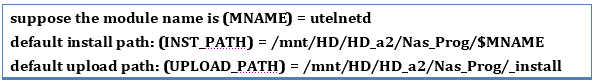 suppose the module name is (MNAME) = utelnetd
default install path: (INST_PATH) = /mnt/HD/HD_a2/Nas_Prog/$MNAME
default upload path: (UPLOAD_PATH) = /mnt/HD/HD_a2/Nas_Prog/_install